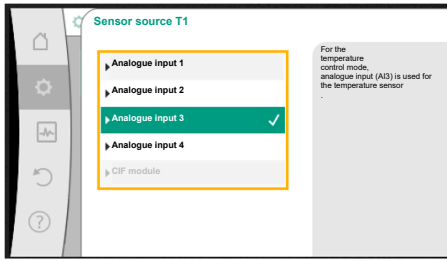 Sensor source T1
Analogue input 1
Analogue input 2
Analogue input 3
Analogue input 4
CIF module
For the
temperature
control mode,
analogue input (AI3) is used for
the temperature sensor
.